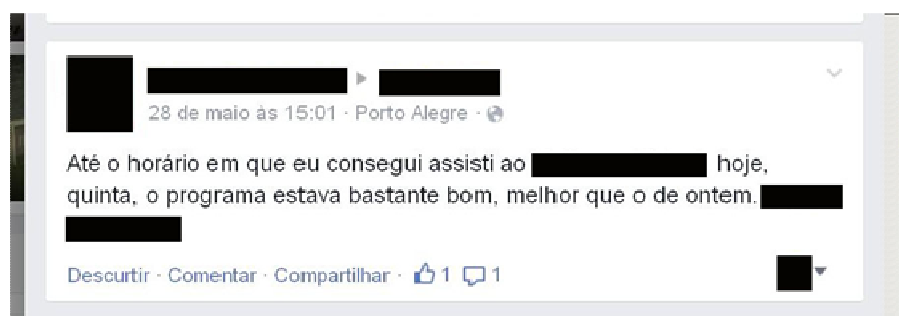 28 de maio às 15:01 · Porto Alegre ·
Até o horário em que eu consegui assisti ao hoje,
quinta, o programa estava bastante bom, melhor que o de ontem.
Descurtir · Comentar · Compartilhar · 1 1